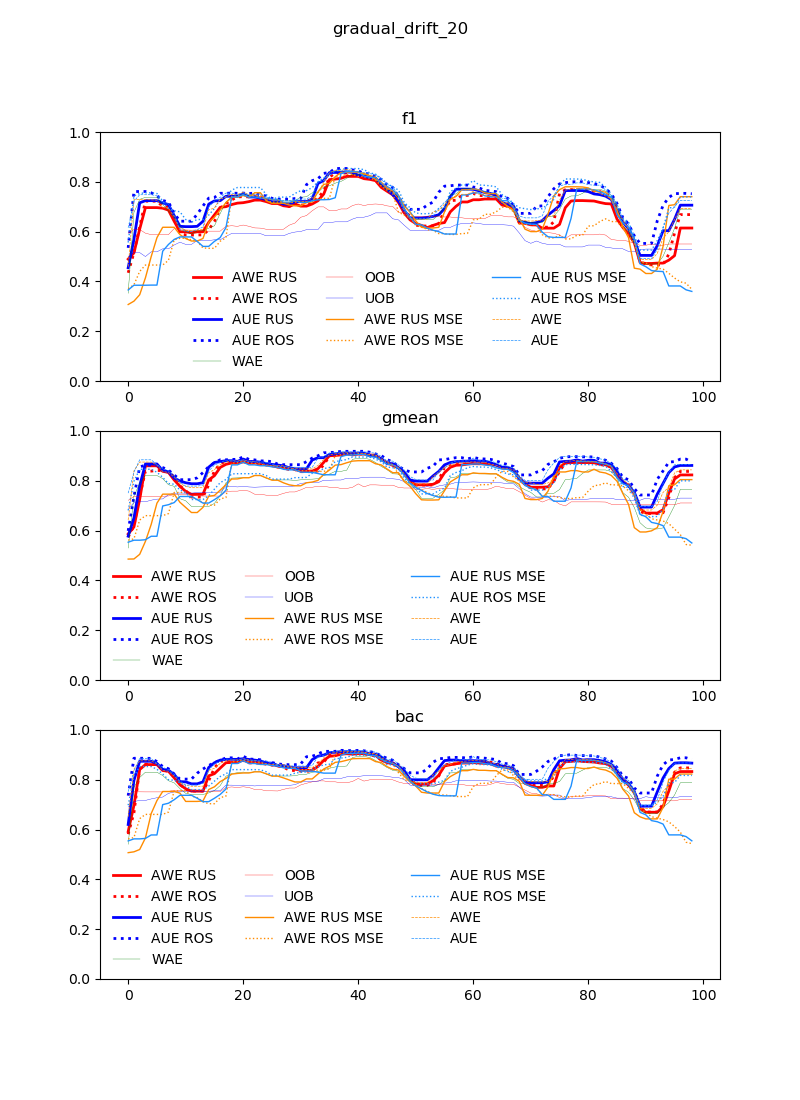 gradual_drift_20
f1
1.0
0.8
0.6
0.4
0.2
0.0
AWE RUS OOB AUE RUS MSE
AWE ROS UOB AUE ROS MSE
AUE RUS AWE RUS MSE AWE
AUE ROS AWE ROS MSE AUE
WAE
0 20 40 60 80 100
gmean
1.0
0.8
0.6
0.4
0.2
0.0
AWE RUS OOB AUE RUS MSE
AWE ROS UOB AUE ROS MSE
AUE RUS AWE RUS MSE AWE
AUE ROS AWE ROS MSE AUE
WAE
0 20 40 60 80 100
bac
1.0
0.8
0.6
0.4
0.2
0.0
AWE RUS OOB AUE RUS MSE
AWE ROS UOB AUE ROS MSE
AUE RUS AWE RUS MSE AWE
AUE ROS AWE ROS MSE AUE
WAE
0 20 40 60 80 100